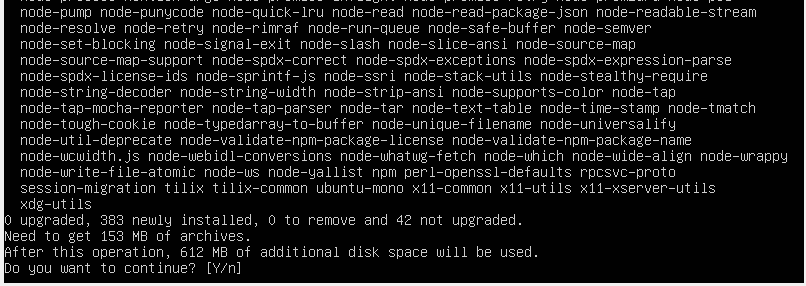 node-pump node-punycode node-quick-lru node-read node-read-package-json node-readable-stream
node-resolve node-retry node-rimraf node-run-queue node-safe-buffer node-semver
node-set-blocking node-signal-exit node-slash node-slice-ansi node-source-map
node-source-map-support node-spdx-correct node-spdx-exceptions node-spdx-expression-parse
node-spdx-license-ids node-sprintf-js node-ssri node-stack-utils node-stealthy-require
node-string-decoder node-string-width node-strip-ansi node-supports-color node-tap
node-tap-mocha-reporter node-tap-parser node-tar node-text-table node-time-stamp node-tmatch
node-tough-cookie node-typedarray-to-buffer node-unique-filename node-universalify
node-util-deprecate node-validate-npm-package-license node-validate-npm-package-name
node-wcwidth.js node-webidl-conversions node-whatwg-fetch node-which node-wide-align node-wrappy
node-write-file-atomic node-ws node-yallist npm perl-openssl-defaults rpcsvc-proto
session-migration tilix tilix-common ubuntu-mono x11-common x11-utils x11-xserver-utils
xdg-utils
0 upgraded, 383 newly installed, 0 to remove and 42 not upgraded.
Need to get 153 MB of archives.
After this operation, 612 MB of additional disk space will be used.
Do you want to continue? [Y/n]